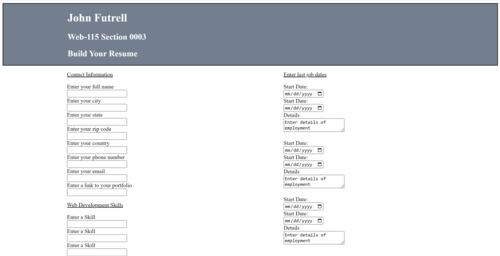 John Futrell
Web-115 Section 0003
Build Your Resume
Contact Information
Enter your full name
Enter your city
Enter your state
Enter your zip code
Enter your country
Enter your phone number
Enter your email
Enter a link to your portfolio
Web Development Skills
Enter a Skill
Enter a Skill
Enter a Skill
Enter last job dates
Start Date:
mm/dd/yyyy
Start Date:
mm/dd/yyyy
Details
Enter details of
employment
Start Date:
mm/dd/yyyy
Start Date:
mm/dd/yyyy
Details
Enter details of
employment
Start Date:
mm/dd/yyyy
Start Date:
mm/dd/yyyy
Details
Enter details of
employment